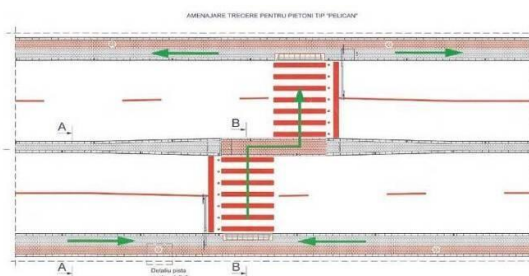 AMENAJARE TRECERE PENTRU PIETONI TIP "PELICAN"
A
B
A
B
Detaliu pista